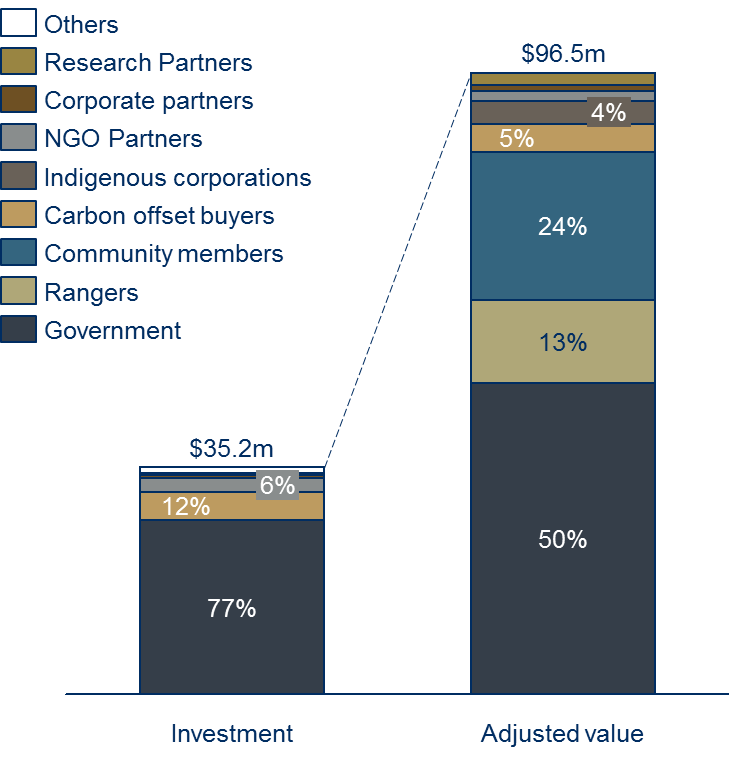 Others
Research Partners
Corporate partners
NGO Partners
Indigenous corporations
Carbon offset buyers
Community members
Rangers
Government
$35.2m
6%
12%
77%
Investment
$96.5m
4%
5%
24%
13%
50%
Adjusted value